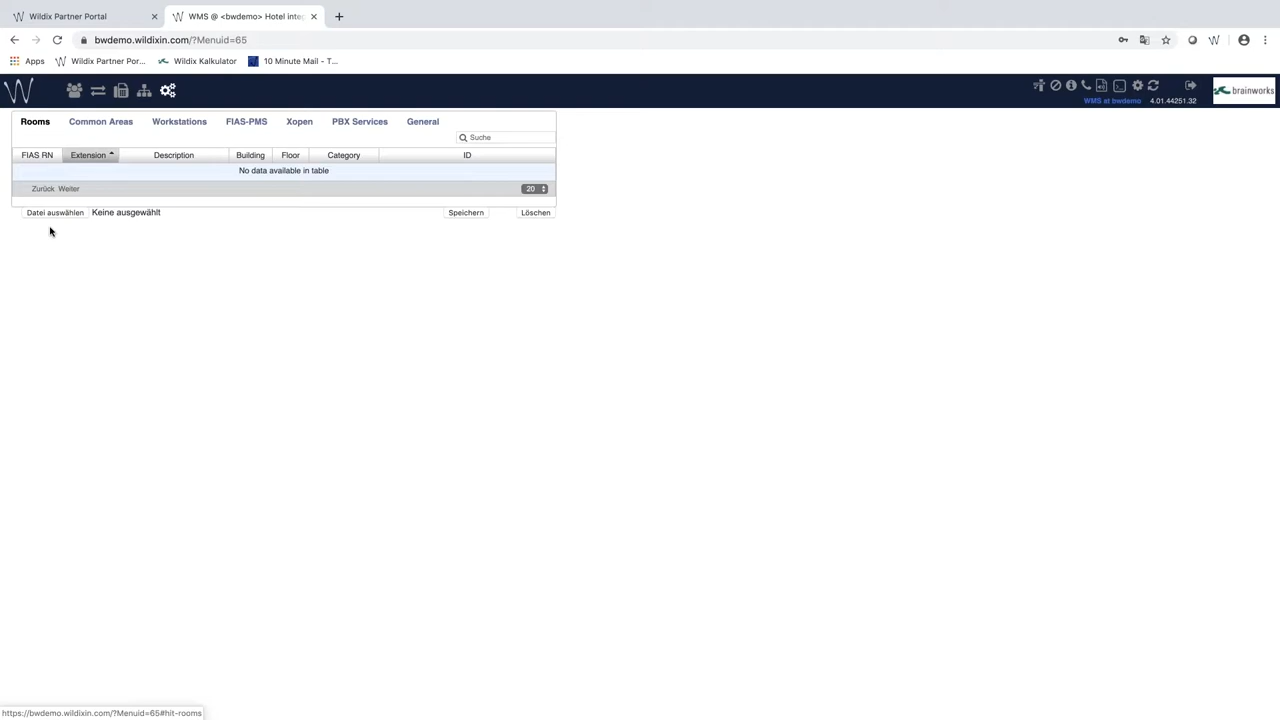 Wildix Partner Portal
WMS @ <bwdemo> Hotel integ
bwdemo.wildixin.com/?Menuid=65
Apps Wildix Partner Por... Wildix Kalkulator 10 Minute Mail - T...
WMS at bwdemo 4.01.44251.32
brainworks
Rooms Common Areas Workstations FIAS-PMS Xopen PBX Services General
Suche
FIAS RN Extension Description Building Floor Category ID
No data available in table
Zurück Weiter 20
Datei auswählen Keine ausgewählt Speichern Löschen
https://bwdemo.wildixin.com/?Menuid=65#hit-rooms